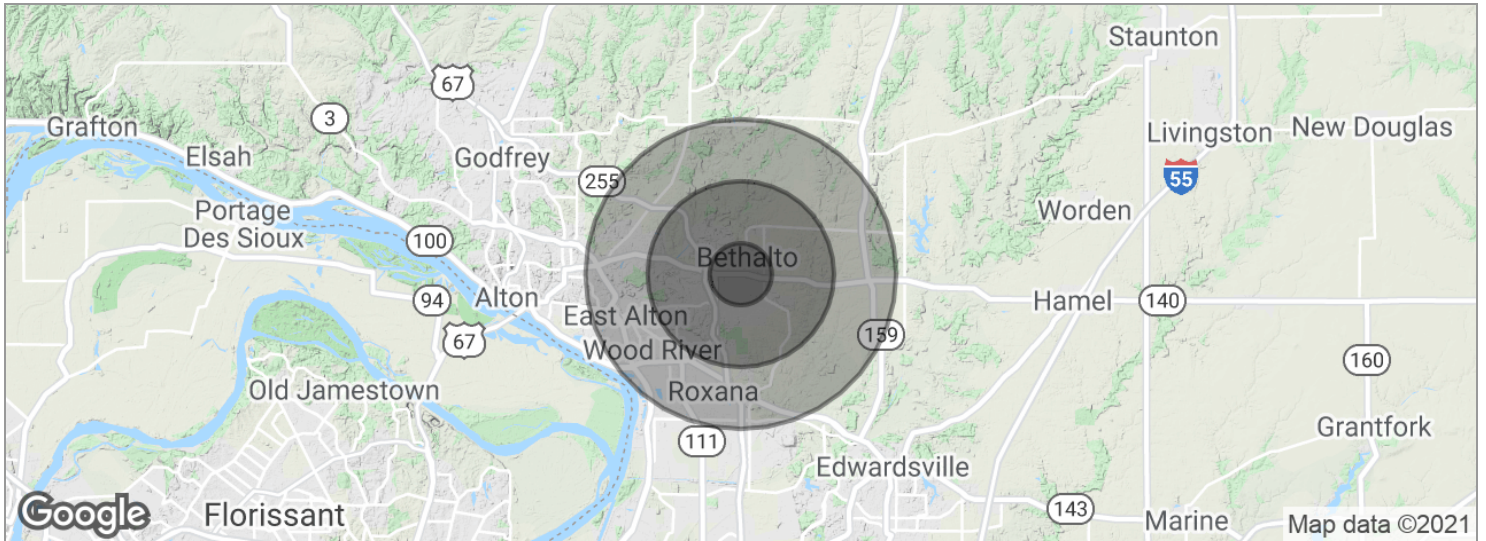 Staunton
67
3
Grafton
Livingston
New Douglas
Elsah
Godfrey
255
55
Portage
Des Sioux
Worden
100
Bethalto
94
Alton
Hamel
140
East Alton
159
67
Wood River
160
Old Jamestown
Roxana
111
Grantfork
Edwardsville
143
Google
Florissant
Marine
Map data ©2021